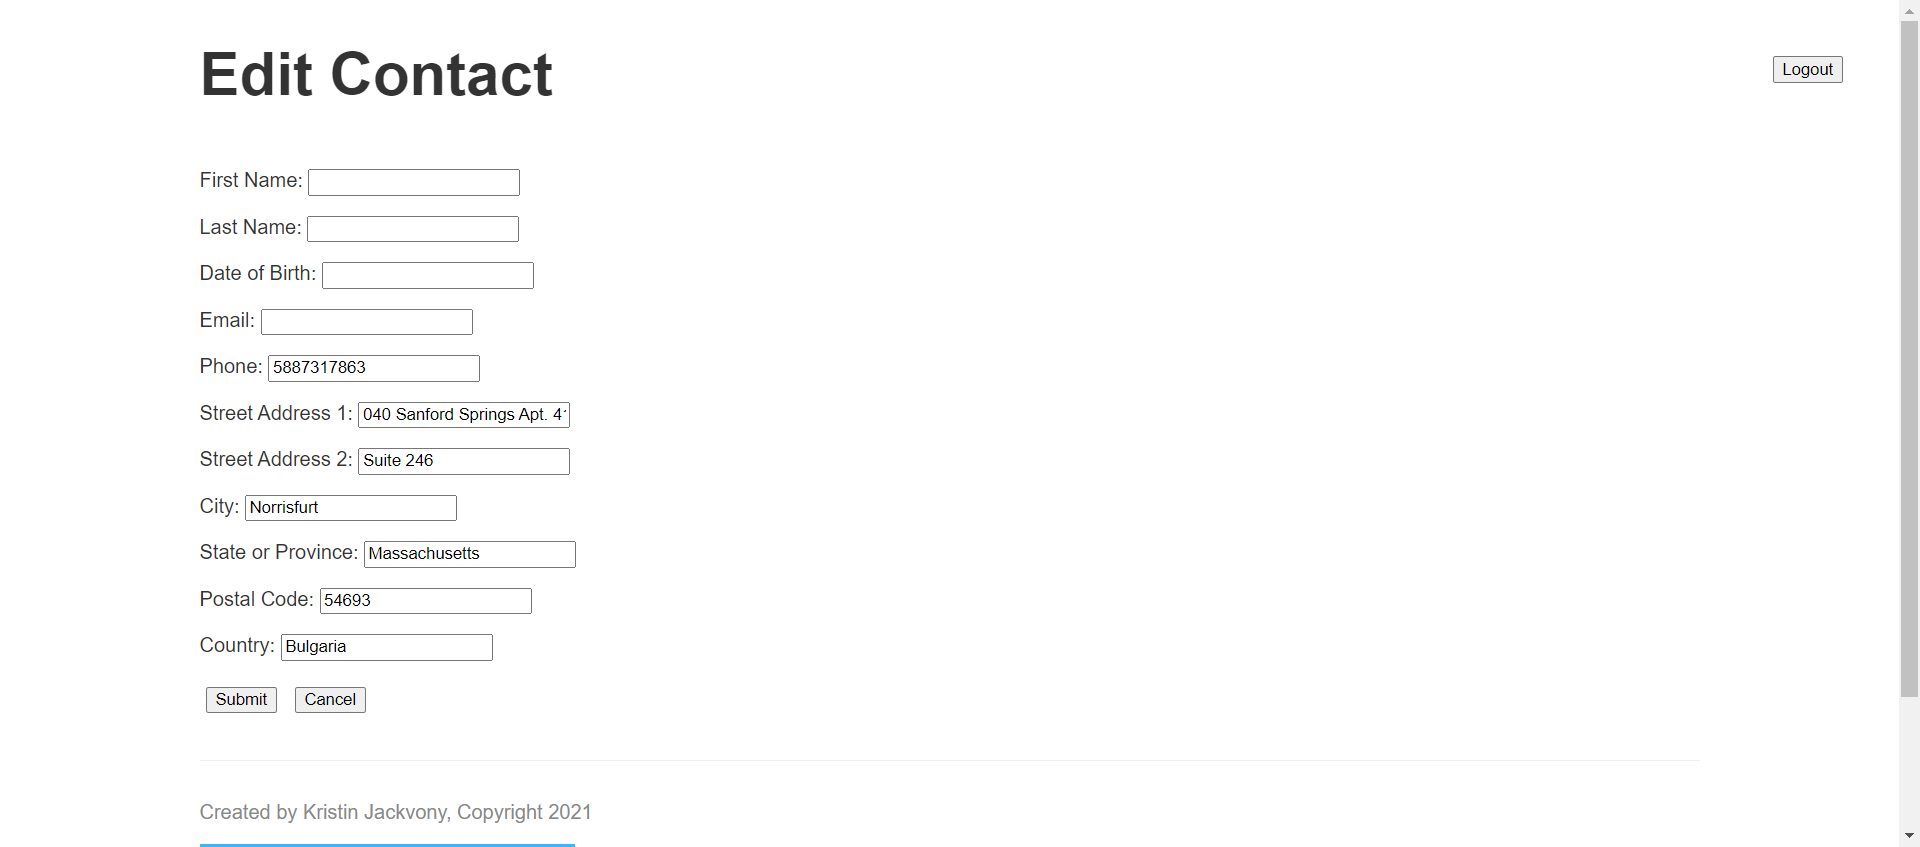 Edit Contact
Logout
First Name:
Last Name:
Date of Birth:
Email:
Phone: 5887317863
Street Address 1: 040 Sanford Springs Apt. 41
Street Address 2: Suite 246
City: Norrisfurt
State or Province: Massachusetts
Postal Code: 54693
Country: Bulgaria
Submit Cancel
Created by Kristin Jackvony, Copyright 2021